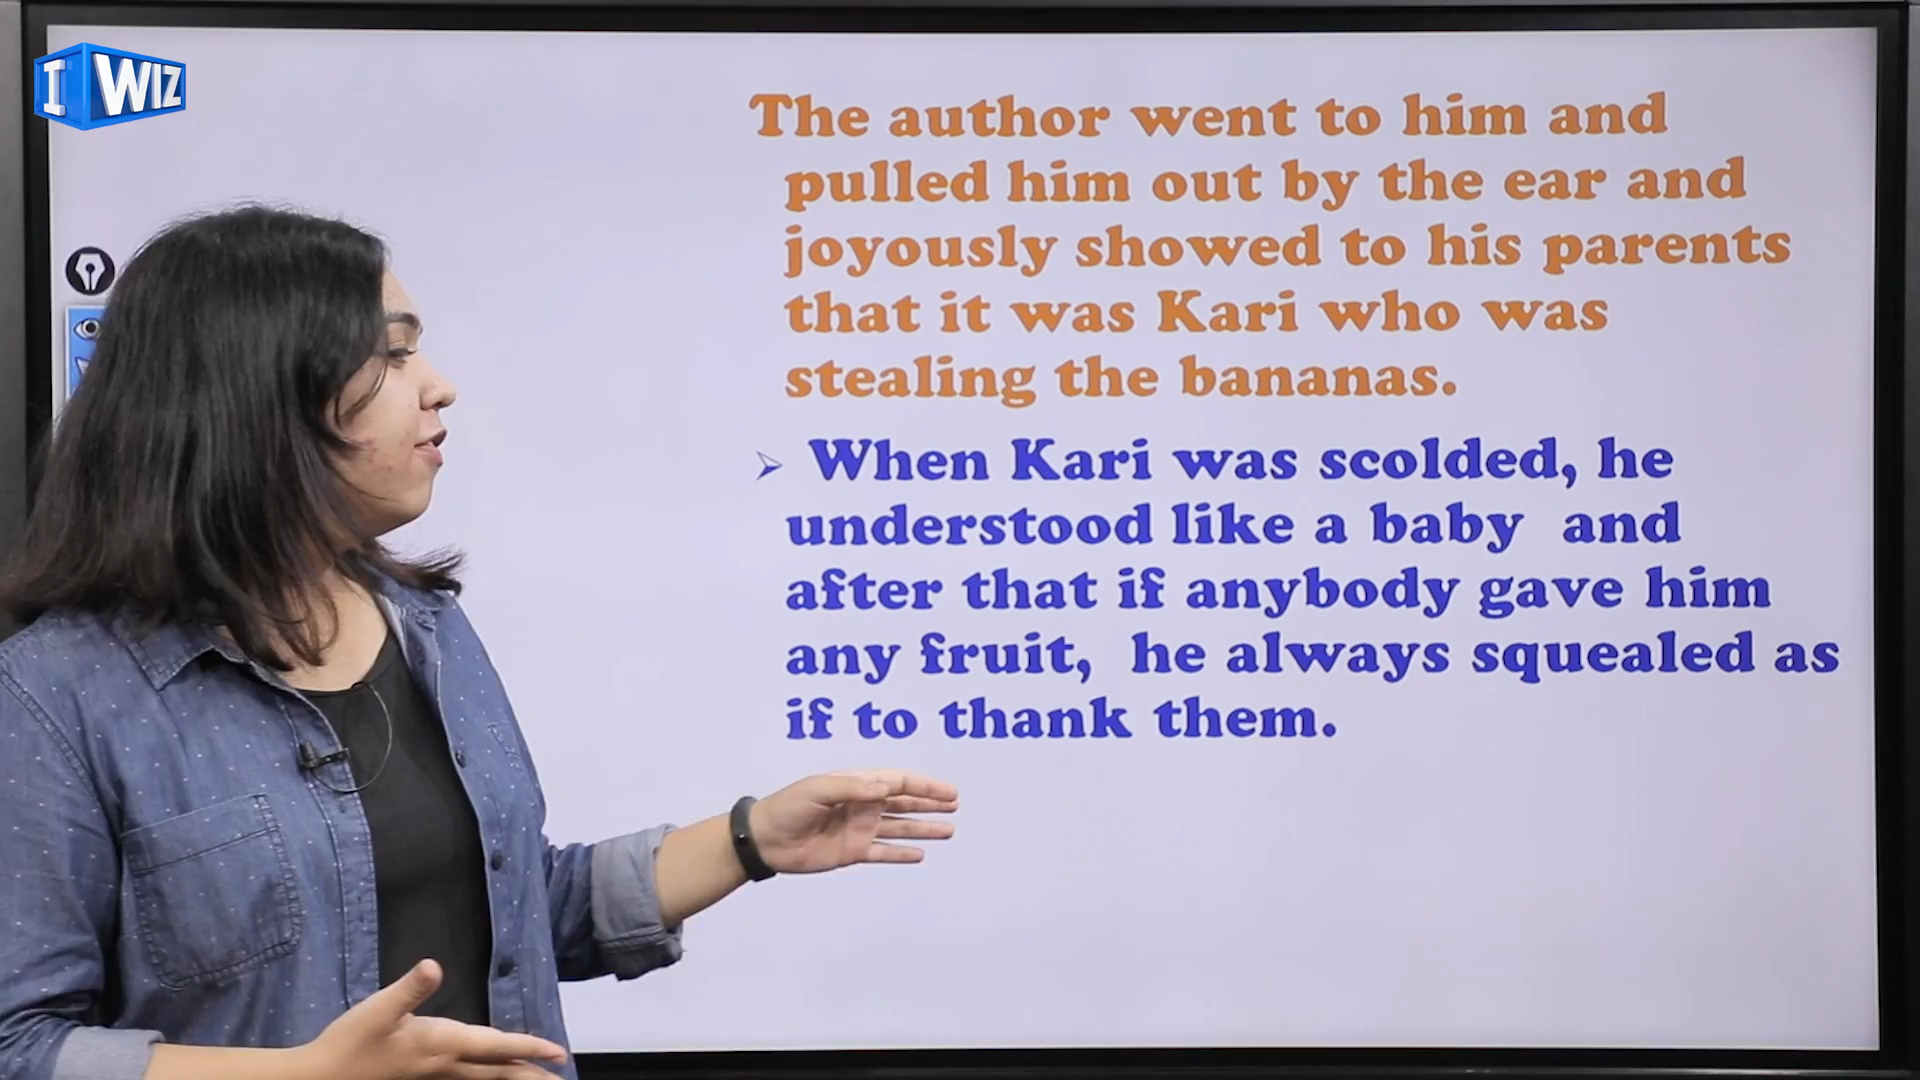 I WIZ
The author went to him and
pulled him out by the ear and
joyously showed to his parents
that it was Kari who was
stealing the bananas.
➢ When Kari was scolded, he
understood like a baby and
after that if anybody gave him
any fruit, he always squealed as
if to thank them.